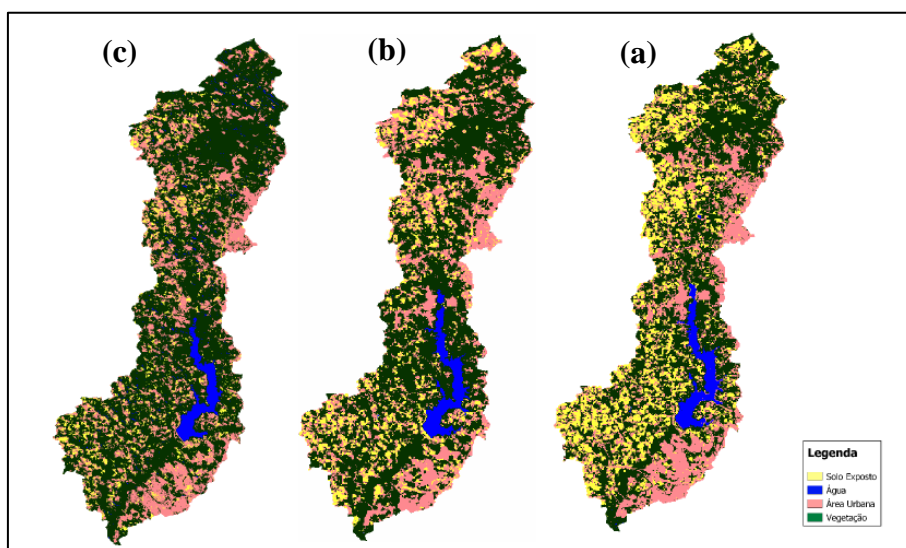 (c) (b) (a)
Legenda
Solo Exposto
Água
Área Urbana
Vegetação